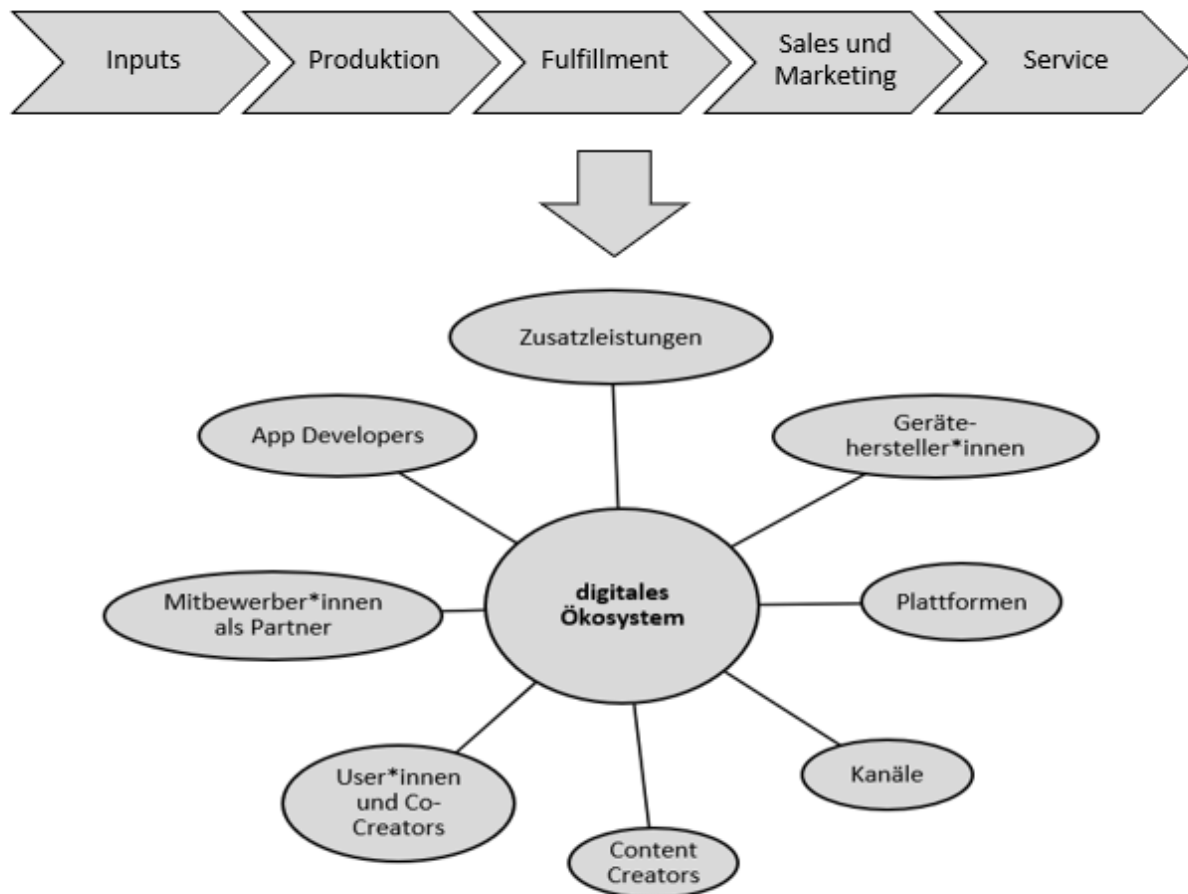 Inputs
Produktion
Fulfillment
Sales und
Marketing
Service
Zusatzleistungen
App Developers
Geräte-
hersteller*innen
digitales
Ökosystem
Mitbewerber*innen
als Partner
Plattformen
User*innen
und Co-
Creators
Kanäle
Content
Creators